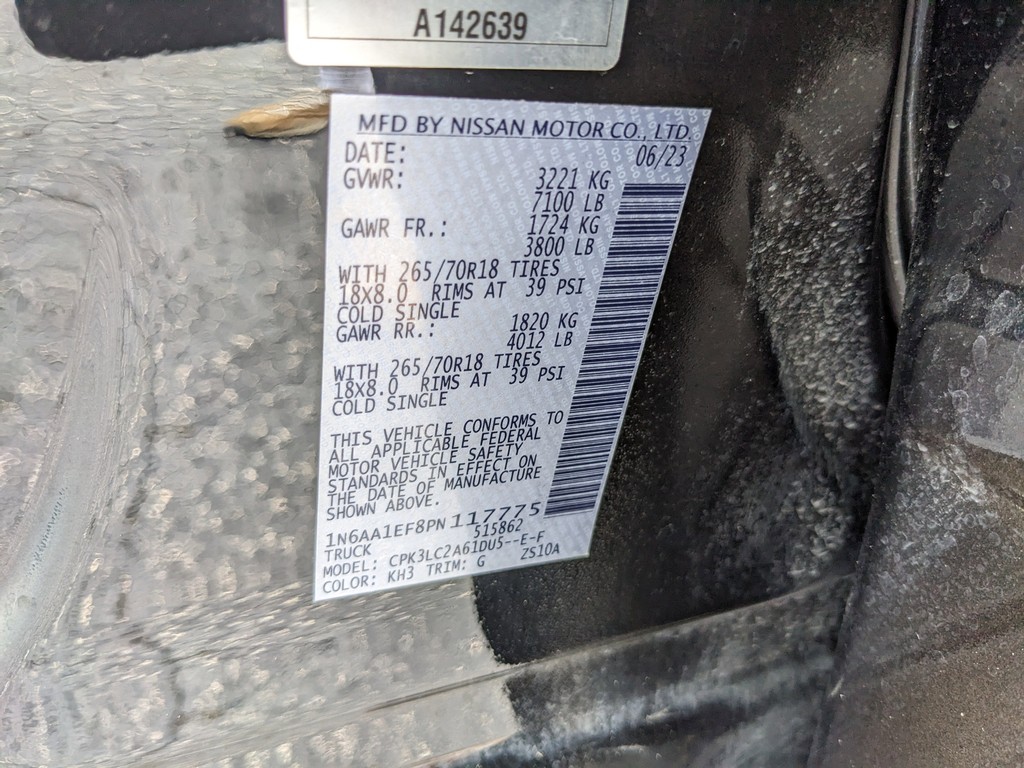 A142639
MFD BY NISSAN MOTOR CO., LTD.
DATE: 06/23
GVWR: 3221 KG
7100 LB
GAWR FR.: 1724 KG
3800 LB
WITH 265/70R18 TIRES
18X8.0 RIMS AT 39 PSI
COLD SINGLE
GAWR RR.: 1820 KG
4012 LB
WITH 265/70R18 TIRES
18X8.0 RIMS AT 39 PSI
COLD SINGLE
THIS VEHICLE CONFORMS TO
ALL APPLICABLE FEDERAL
MOTOR VEHICLE SAFETY
STANDARDS IN EFFECT ON
THE DATE OF MANUFACTURE
SHOWN ABOVE.
1N6AA1EF8PN117775
TRUCK 515862
MODEL: CPK3LC2A61DU5--E-F
COLOR: KH3 TRIM: G ZS10A